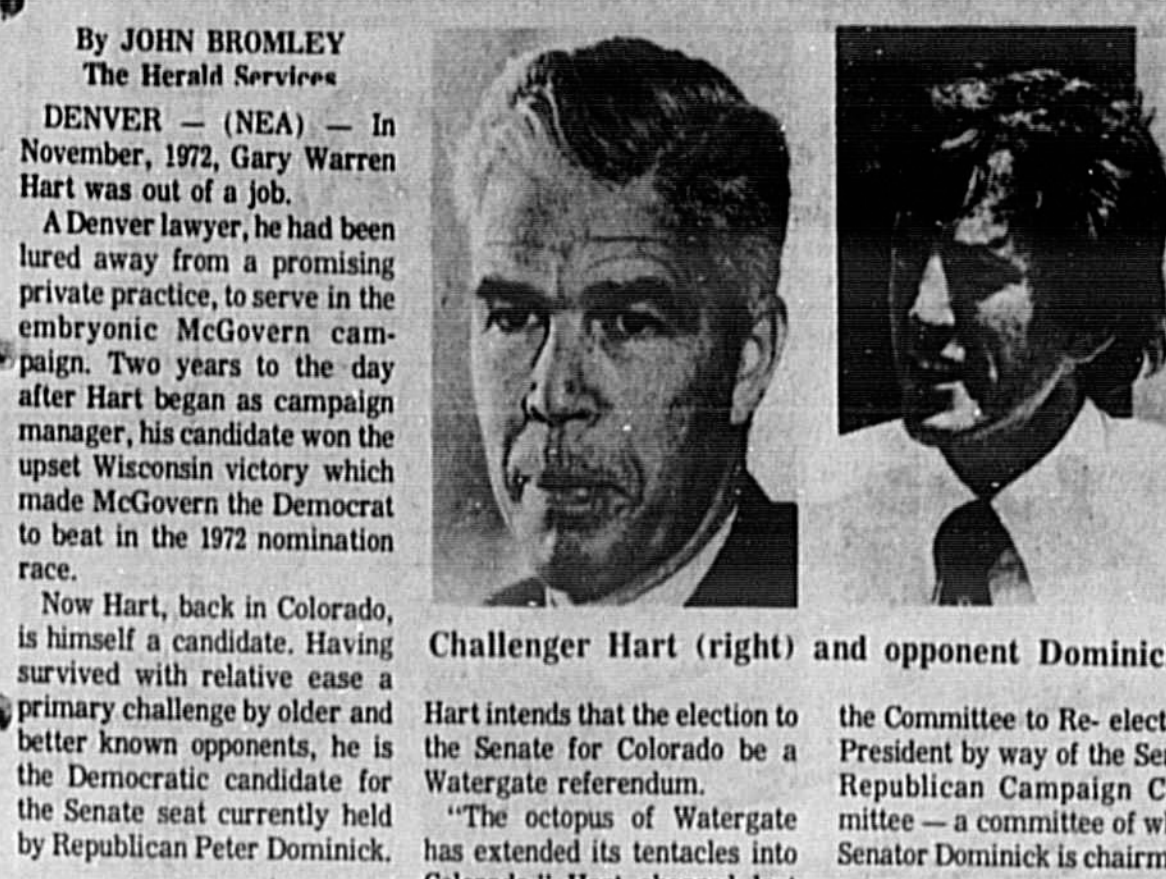 By JOHN BROMLEY
The Herald Services
DENVER — (NEA) — In
November, 1972, Gary Warren
Hart was out of a job.
A Denver lawyer, he had been
lured away from a promising
private practice, to serve in the
embryonic McGovern cam-
paign. Two years to the day
after Hart began as campaign
manager, his candidate won the
upset Wisconsin victory which
made McGovern the Democrat
to beat in the 1972 nomination
race.
Now Hart, back in Colorado,
is himself a candidate. Having
survived with relative ease a
primary challenge by older and
better known opponents, he is
the Democratic candidate for
the Senate seat currently held
by Republican Peter Dominick.
Challenger Hart (right) and opponent Dominic
Hart intends that the election to
the Senate for Colorado be a
Watergate referendum.
"The octopus of Watergate
has extended its tentacles into
the Committee to Re- elect
President by way of the Se
Republican Campaign C
mittee — a committee of w
Senator Dominick is chairm